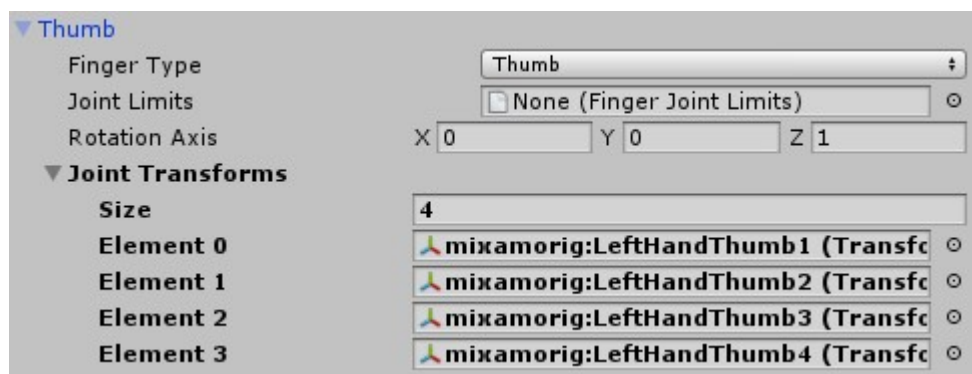 Thumb
Finger Type Thumb
Joint Limits None (Finger Joint Limits)
Rotation Axis X 0 Y 0 Z 1
Joint Transforms
Size 4
Element 0 mixamorig:LeftHandThumb1 (Transfc
Element 1 mixamorig:LeftHandThumb2 (Transfc
Element 2 mixamorig:LeftHandThumb3 (Transfc
Element 3 mixamorig:LeftHandThumb4 (Transfc